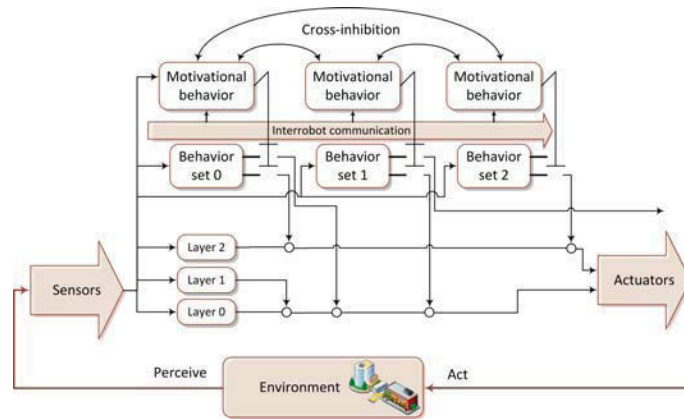 Cross-inhibition
Motivational
behavior
Motivational
behavior
Motivational
behavior
Interrobot communication
Behavior
set 0
Behavior
set 1
Behavior
set 2
Layer 2
Layer 1
Layer 0
Sensors
Actuators
Perceive
Environment
Act